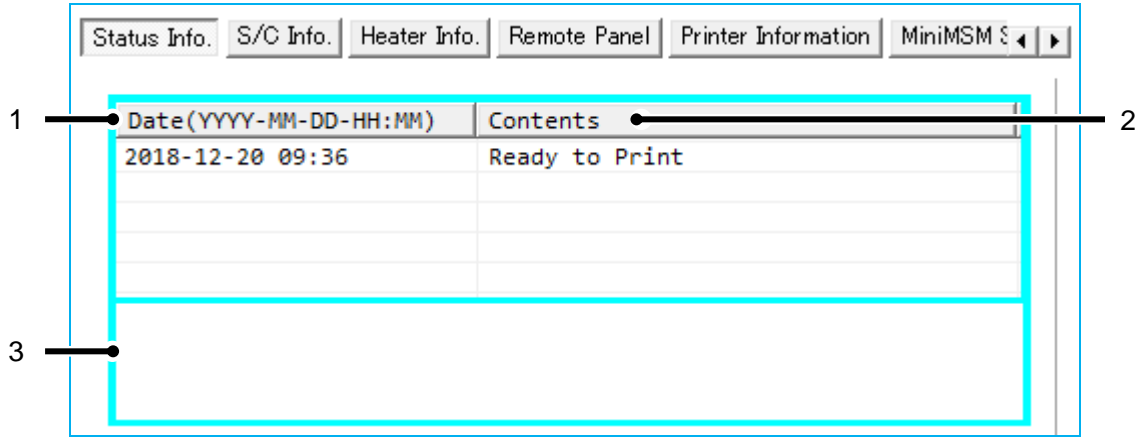 Status Info. S/C Info. Heater Info. Remote Panel Printer Information MiniMSM
1 Date(YYYY-MM-DD-HH:MM) Contents 2
2018-12-20 09:36 Ready to Print
3